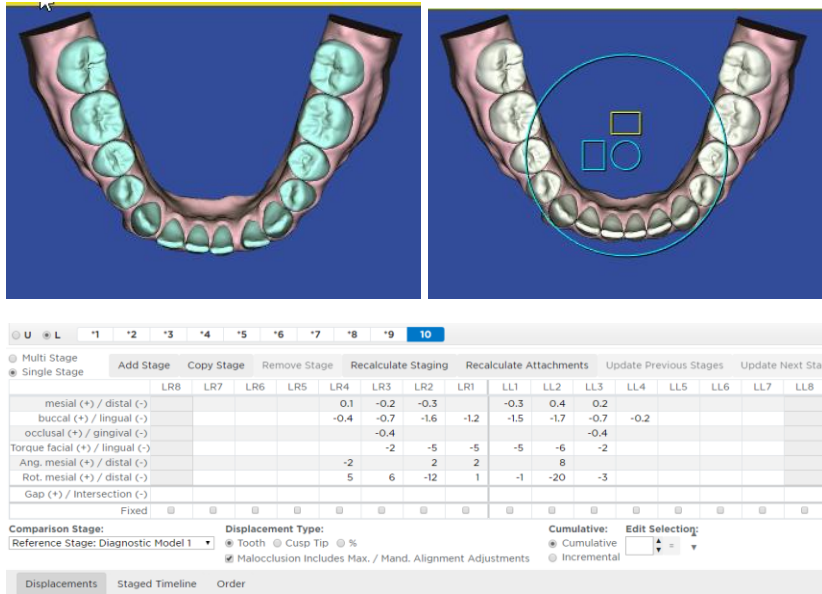 U L *1 *2 *3 *4 *5 *6 *7 *8 *9 10
Multi Stage
Single Stage
Add Stage Copy Stage Remove Stage Recalculate Staging Recalculate Attachments Update Previous Stages Update Next Sta
LR8 LR7 LR6 LR5 LR4 LR3 LR2 LR1 LL1 LL2 LL3 LL4 LL5 LL6 LL7 LL8
mesial (+) / distal (-) 0.1 -0.2 -0.3 -0.3 0.4 0.2
buccal (+) / lingual (-) -0.4 -0.7 -1.6 -1.2 -1.5 -1.7 -0.7 -0.2
occlusal (+) / gingival (-) -0.4 -0.4
Torque facial (+) / lingual (-) -2 -5 -5 -5 -6 -2
Ang. mesial (+) / distal (-) -2 2 2 8
Rot. mesial (+) / distal (-) 5 6 -12 1 -1 -20 -3
Gap (+) / Intersection (-)
Fixed
Comparison Stage: Displacement Type: Cumulative: Edit Selection:
Reference Stage: Diagnostic Model 1 Tooth Cusp Tip % Cumulative =
Malocclusion Includes Max. / Mand. Alignment Adjustments Incremental
Displacements Staged Timeline Order